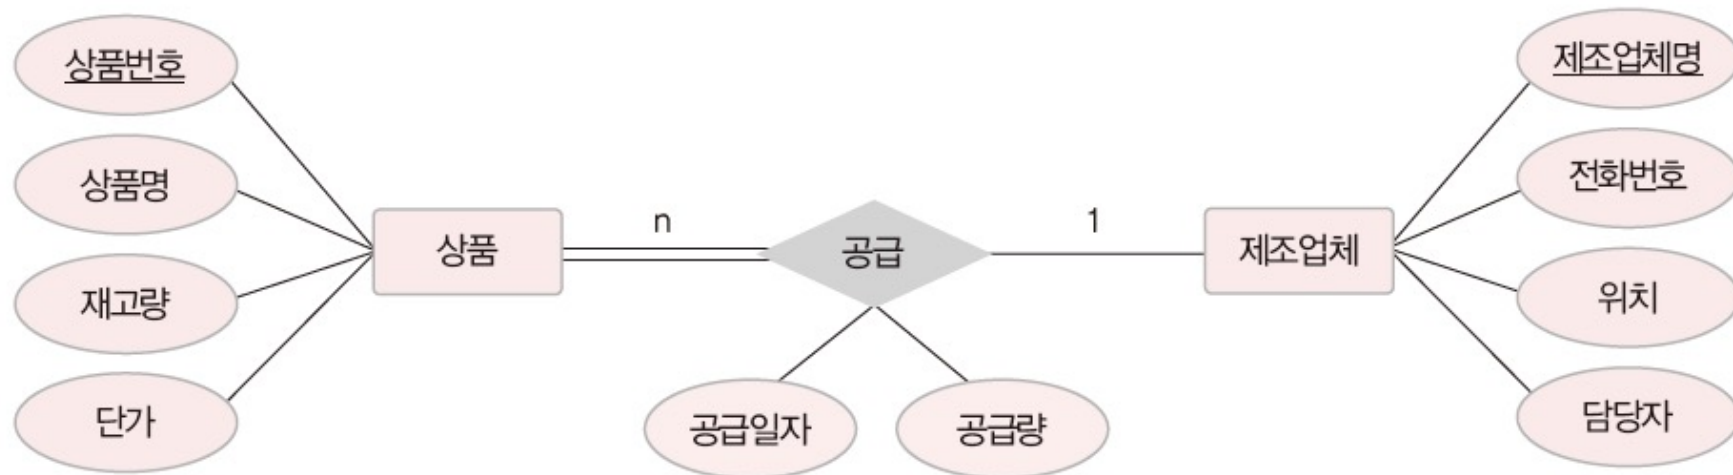 상품번호
상품명
재고량
단가
상품
n
공급
1
제조업체
공급일자
공급량
제조업체명
전화번호
위치
담당자